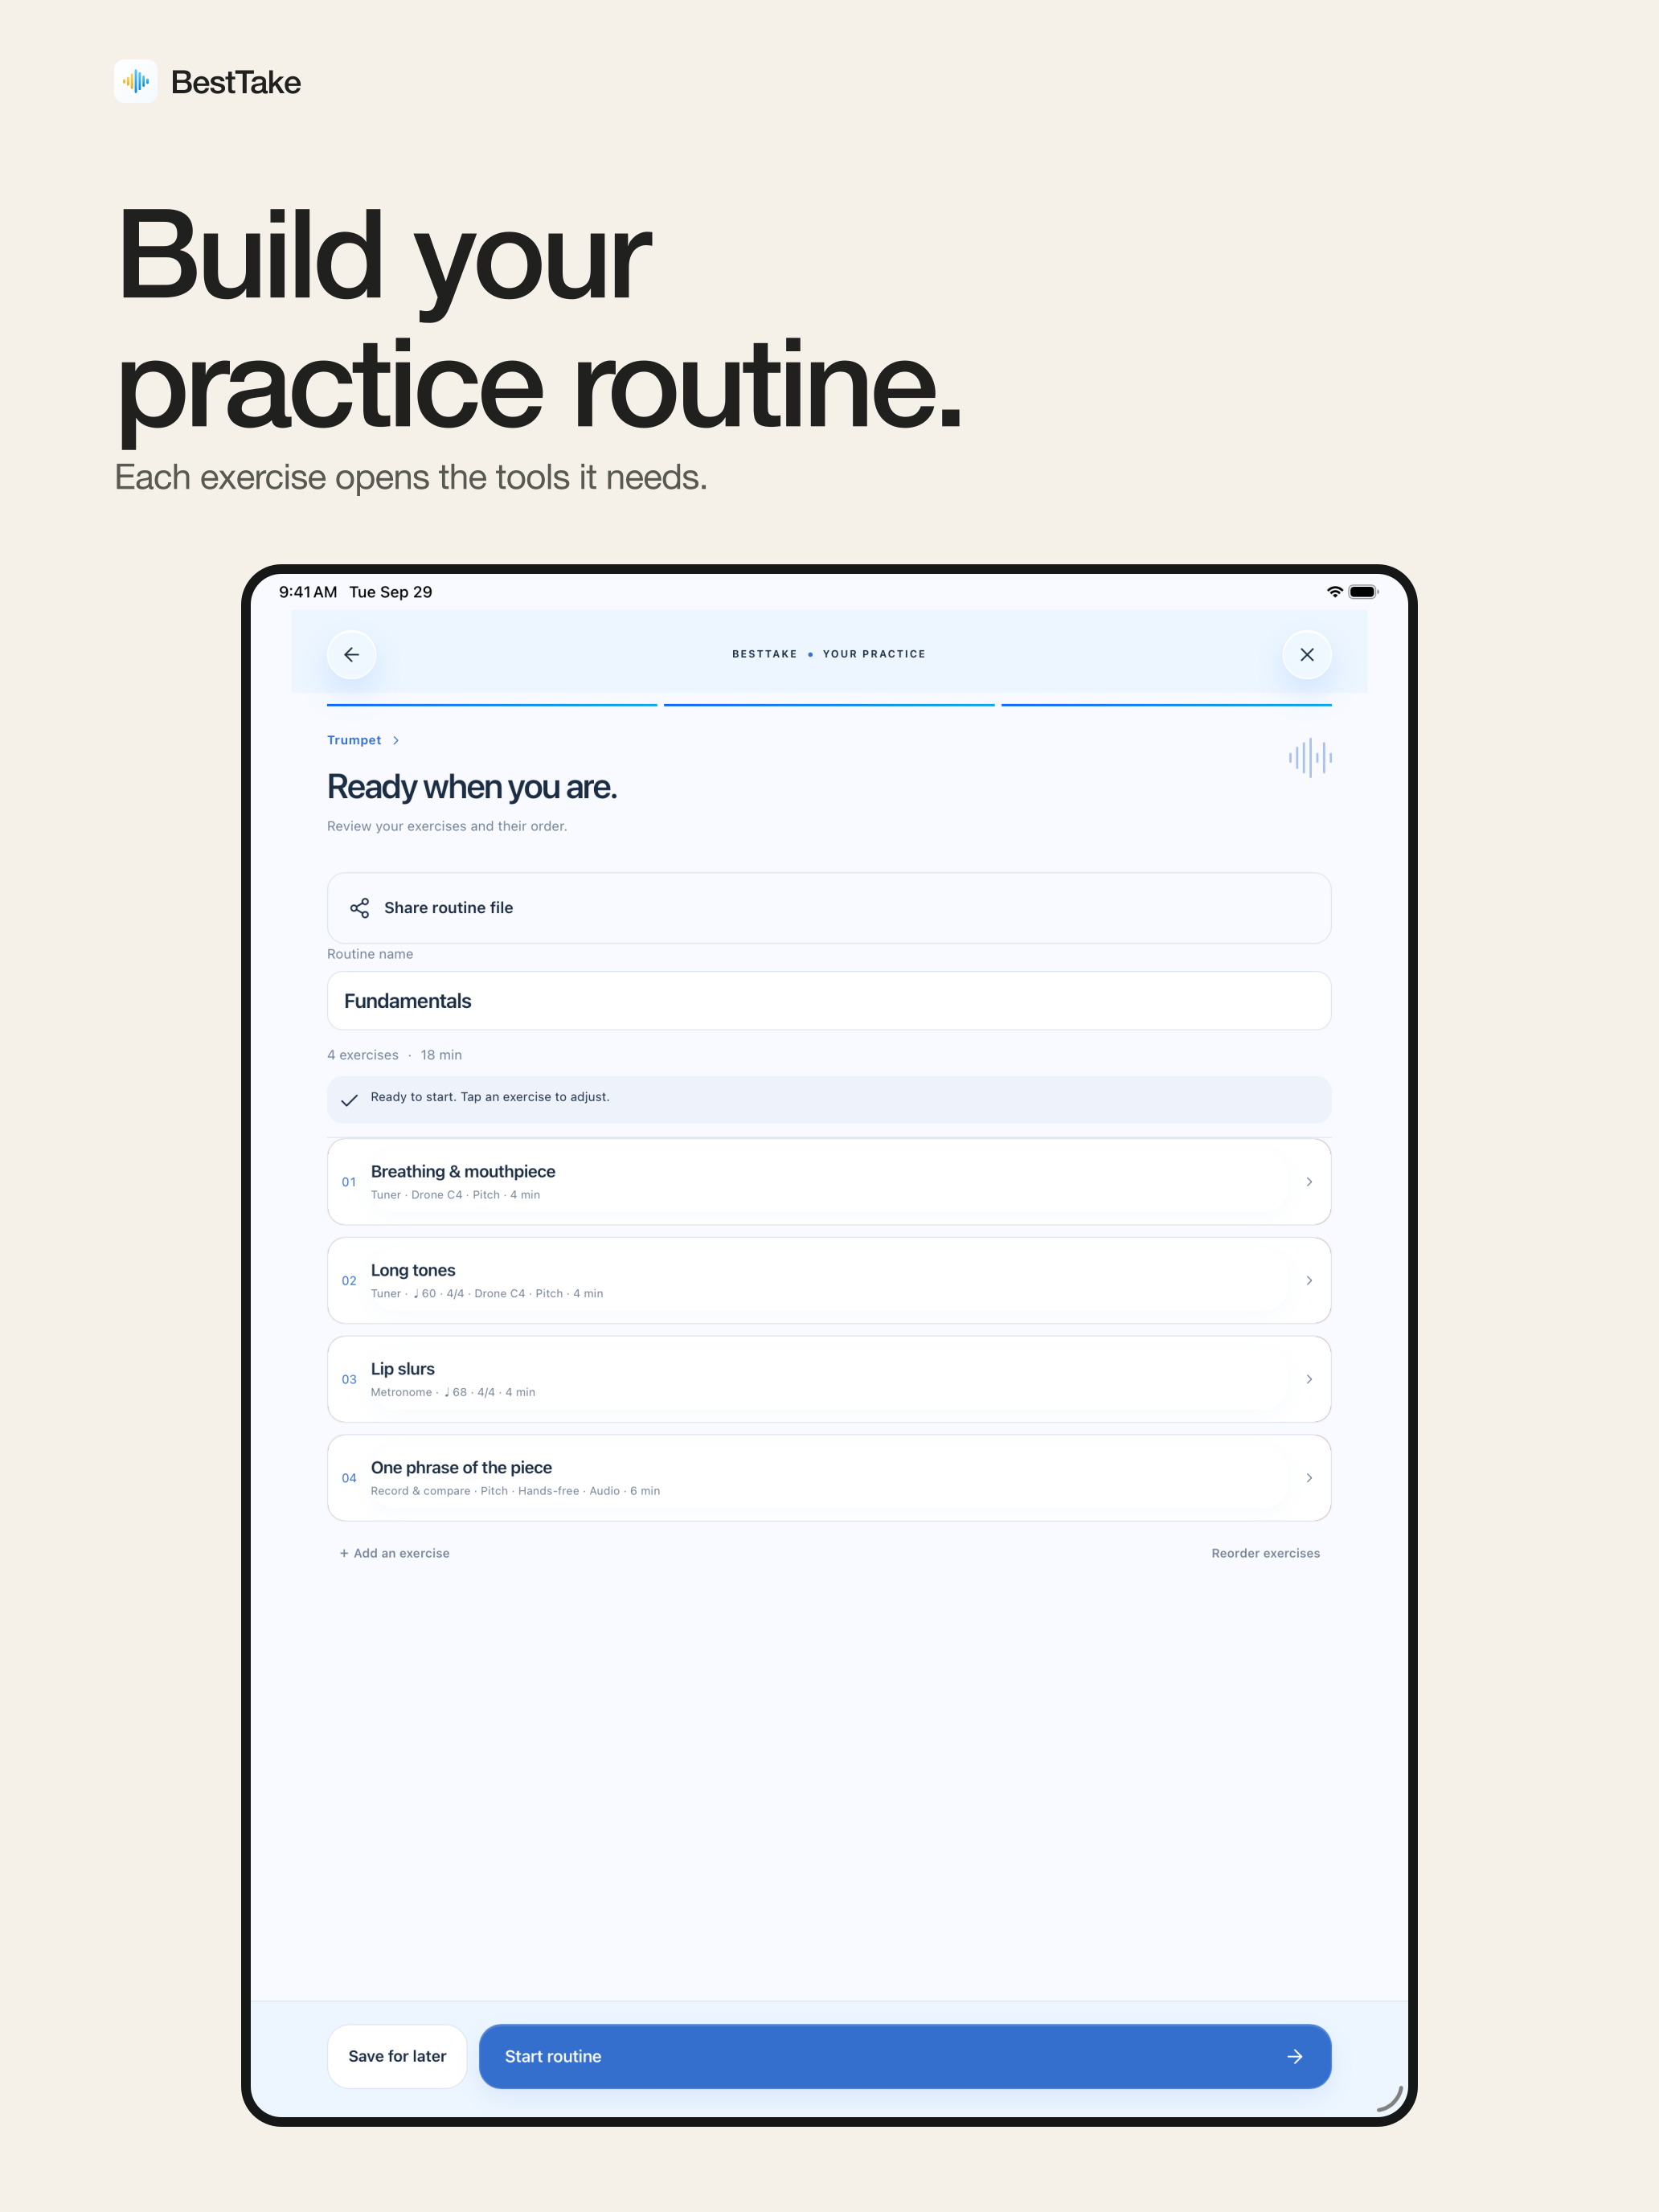 BestTake
Build your
practice routine.
Each exercise opens the tools it needs.
9:41 AM Tue Sep 29
BESTTAKE • YOUR PRACTICE
Trumpet
Ready when you are.
Review your exercises and their order.
Share routine file
Routine name
Fundamentals
4 exercises · 18 min
Ready to start. Tap an exercise to adjust.
01
Breathing & mouthpiece
Tuner · Drone C4 · Pitch · 4 min
02
Long tones
Tuner · ♩ 60 · 4/4 · Drone C4 · Pitch · 4 min
03
Lip slurs
Metronome · ♩ 68 · 4/4 · 4 min
04
One phrase of the piece
Record & compare · Pitch · Hands-free · Audio · 6 min
+ Add an exercise
Reorder exercises
Save for later
Start routine